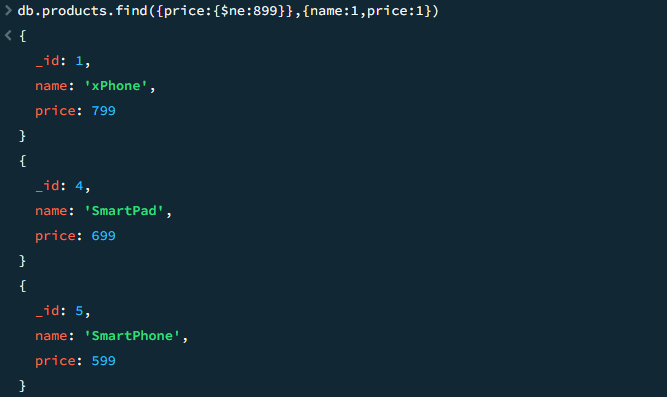 > db.products.find({price:{$ne:899}},{name:1,price:1})
< {
_id: 1,
name: 'xPhone',
price: 799
}
{
_id: 4,
name: 'SmartPad',
price: 699
}
{
_id: 5,
name: 'SmartPhone',
price: 599
}